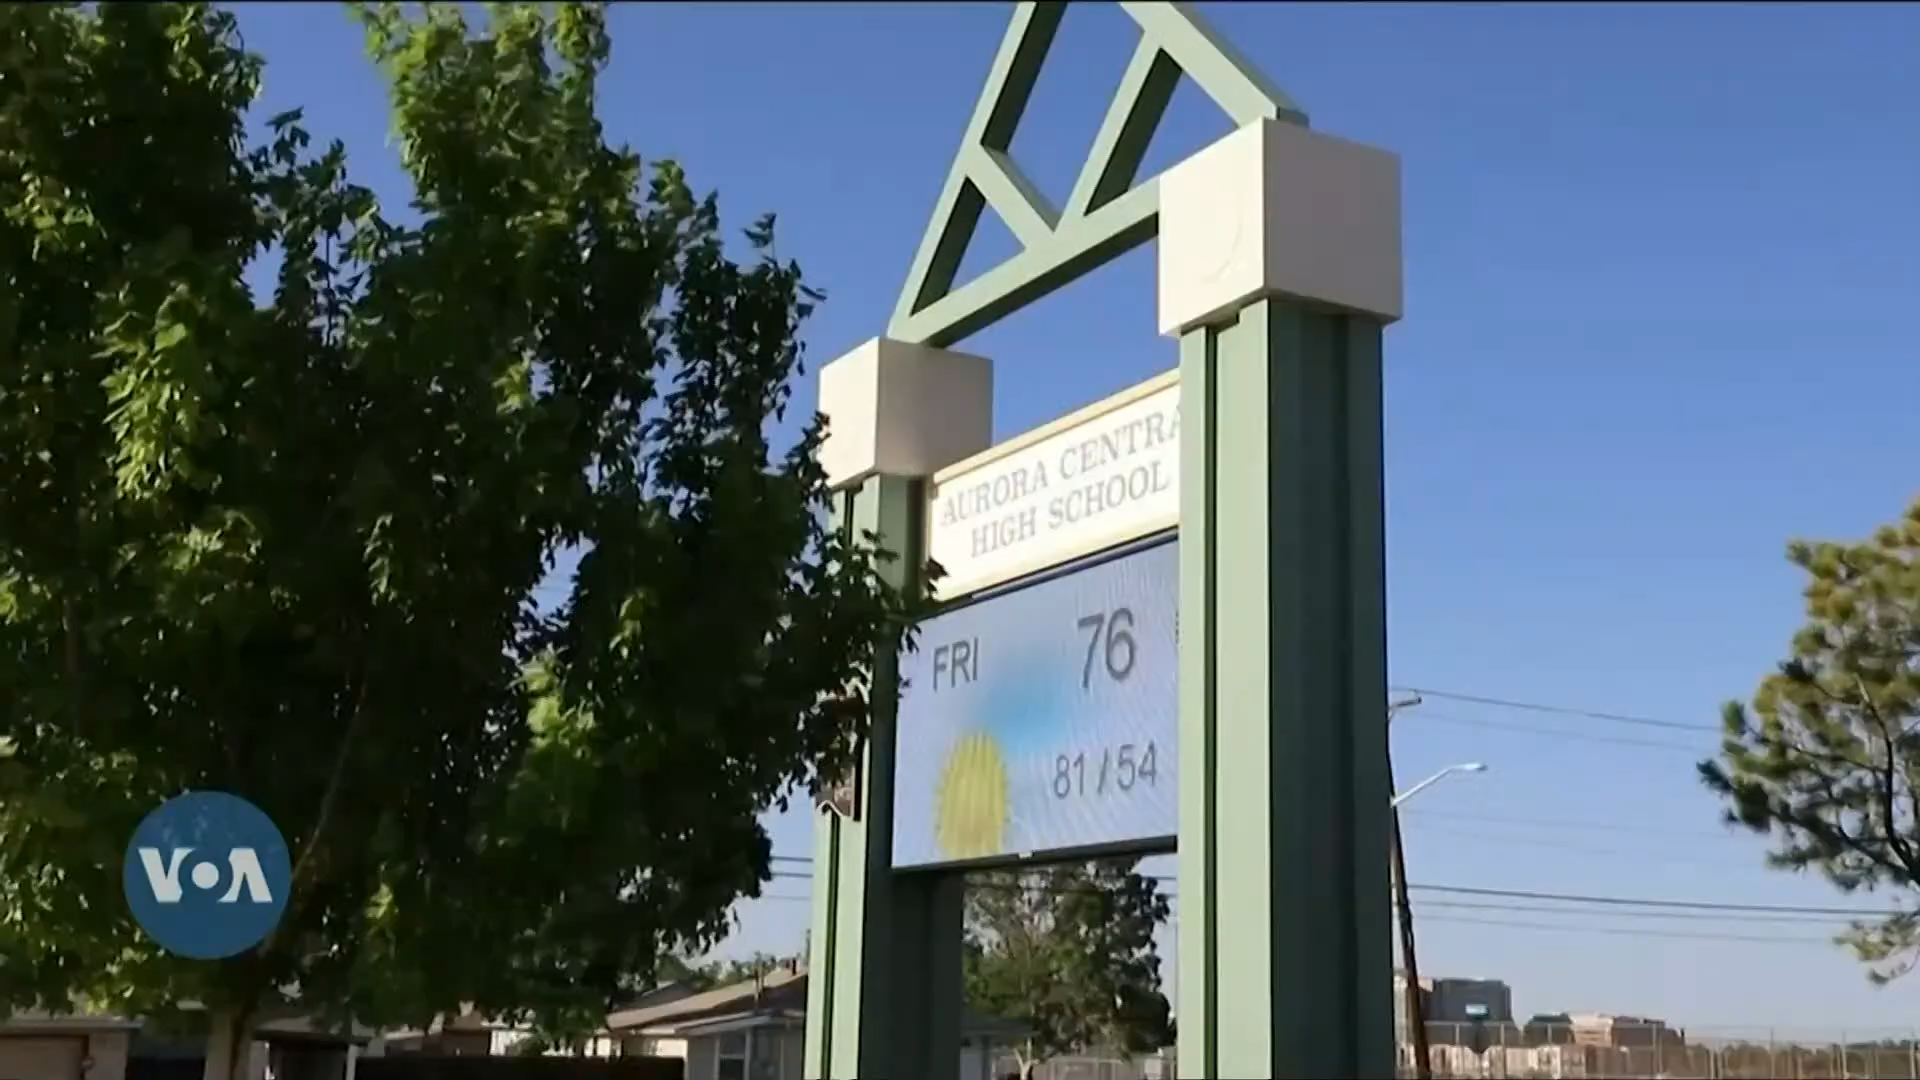 AURORA CENTRA
HIGH SCHOOL
FRI 76
81/54
VOA